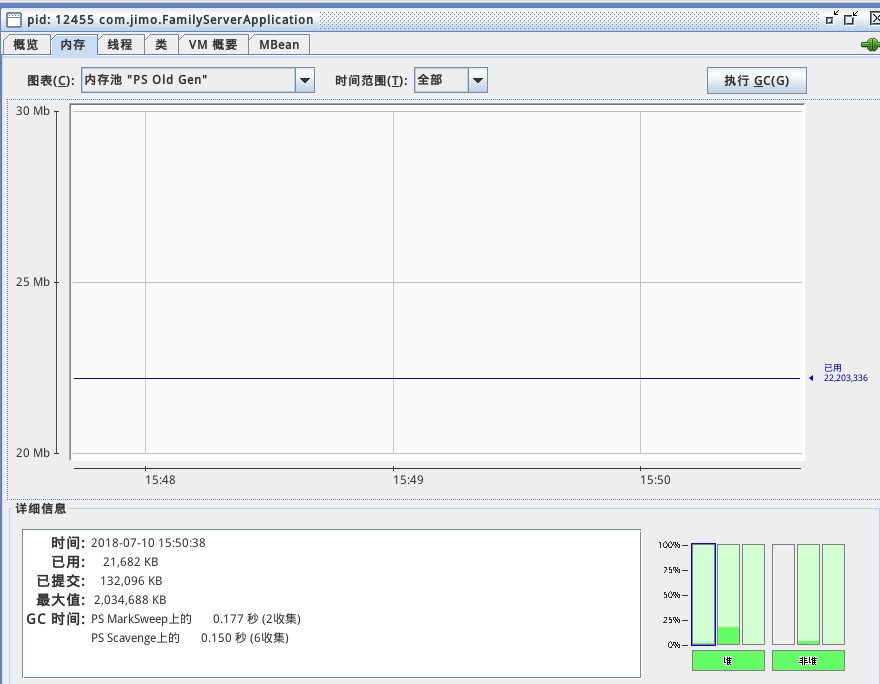 pid: 12455 com.jimo.FamilyServerApplication
概览 内存 线程 类 VM 概要 MBean
图表(C): 内存池 "PS Old Gen" 时间范围(T): 全部 执行 GC(G)
30 Mb
25 Mb
已用
22,203,336
20 Mb
15:48 15:49 15:50
详细信息
时间: 2018-07-10 15:50:38
已用: 21,682 KB
已提交: 132,096 KB
最大值: 2,034,688 KB
GC 时间: PS MarkSweep上的 0.177 秒 (2收集)
PS Scavenge上的 0.150 秒 (6收集)
100%
75%
50%
25%
0%
堆 非堆